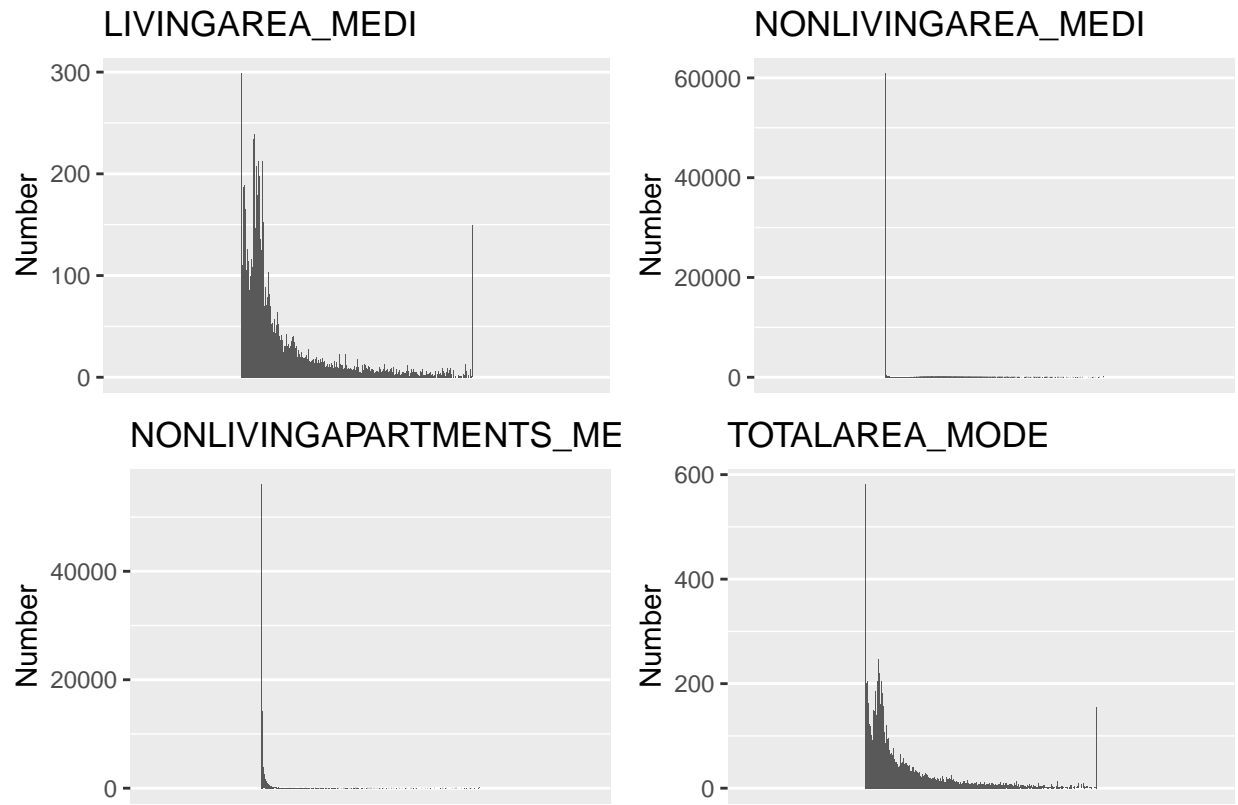 LIVINGAREA_MEDI
300
200
100
0
Number
NONLIVINGAREA_MEDI
60000
40000
20000
0
Number
NONLIVINGAPARTMENTS_ME
40000
20000
0
Number
TOTALAREA_MODE
600
400
200
0
Number